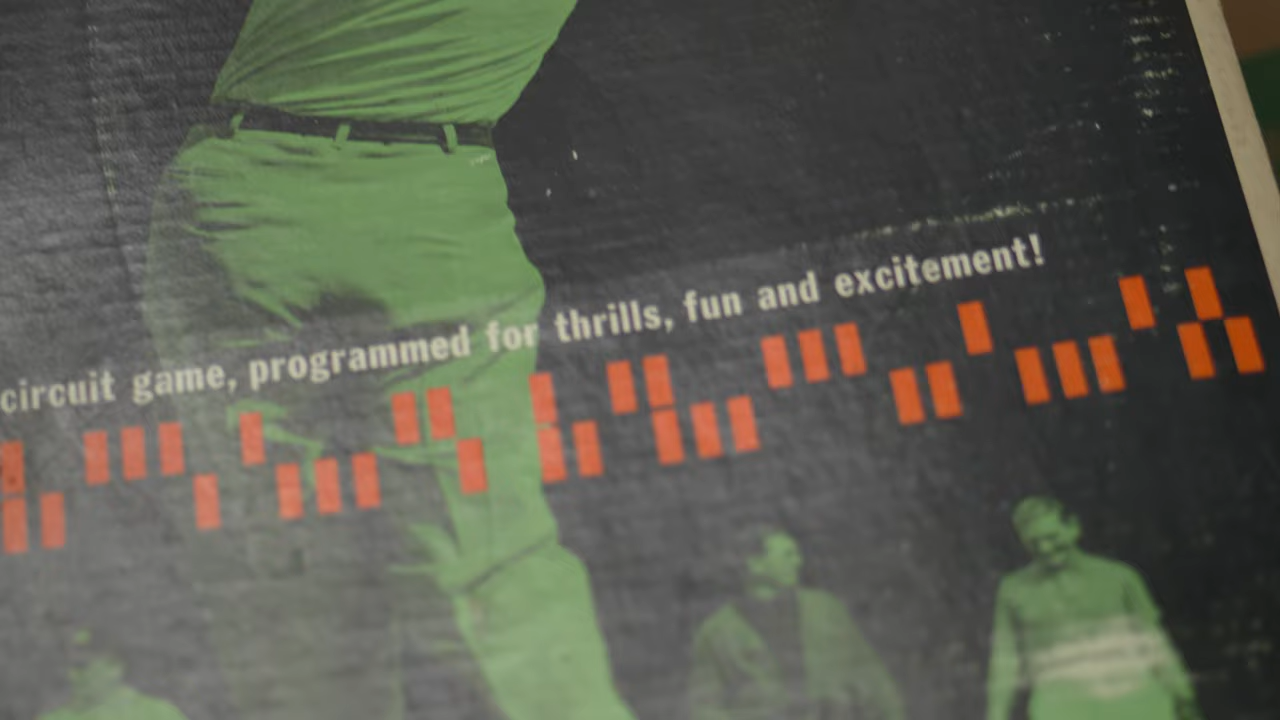 circuit game, programmed for thrills, fun and excitement!